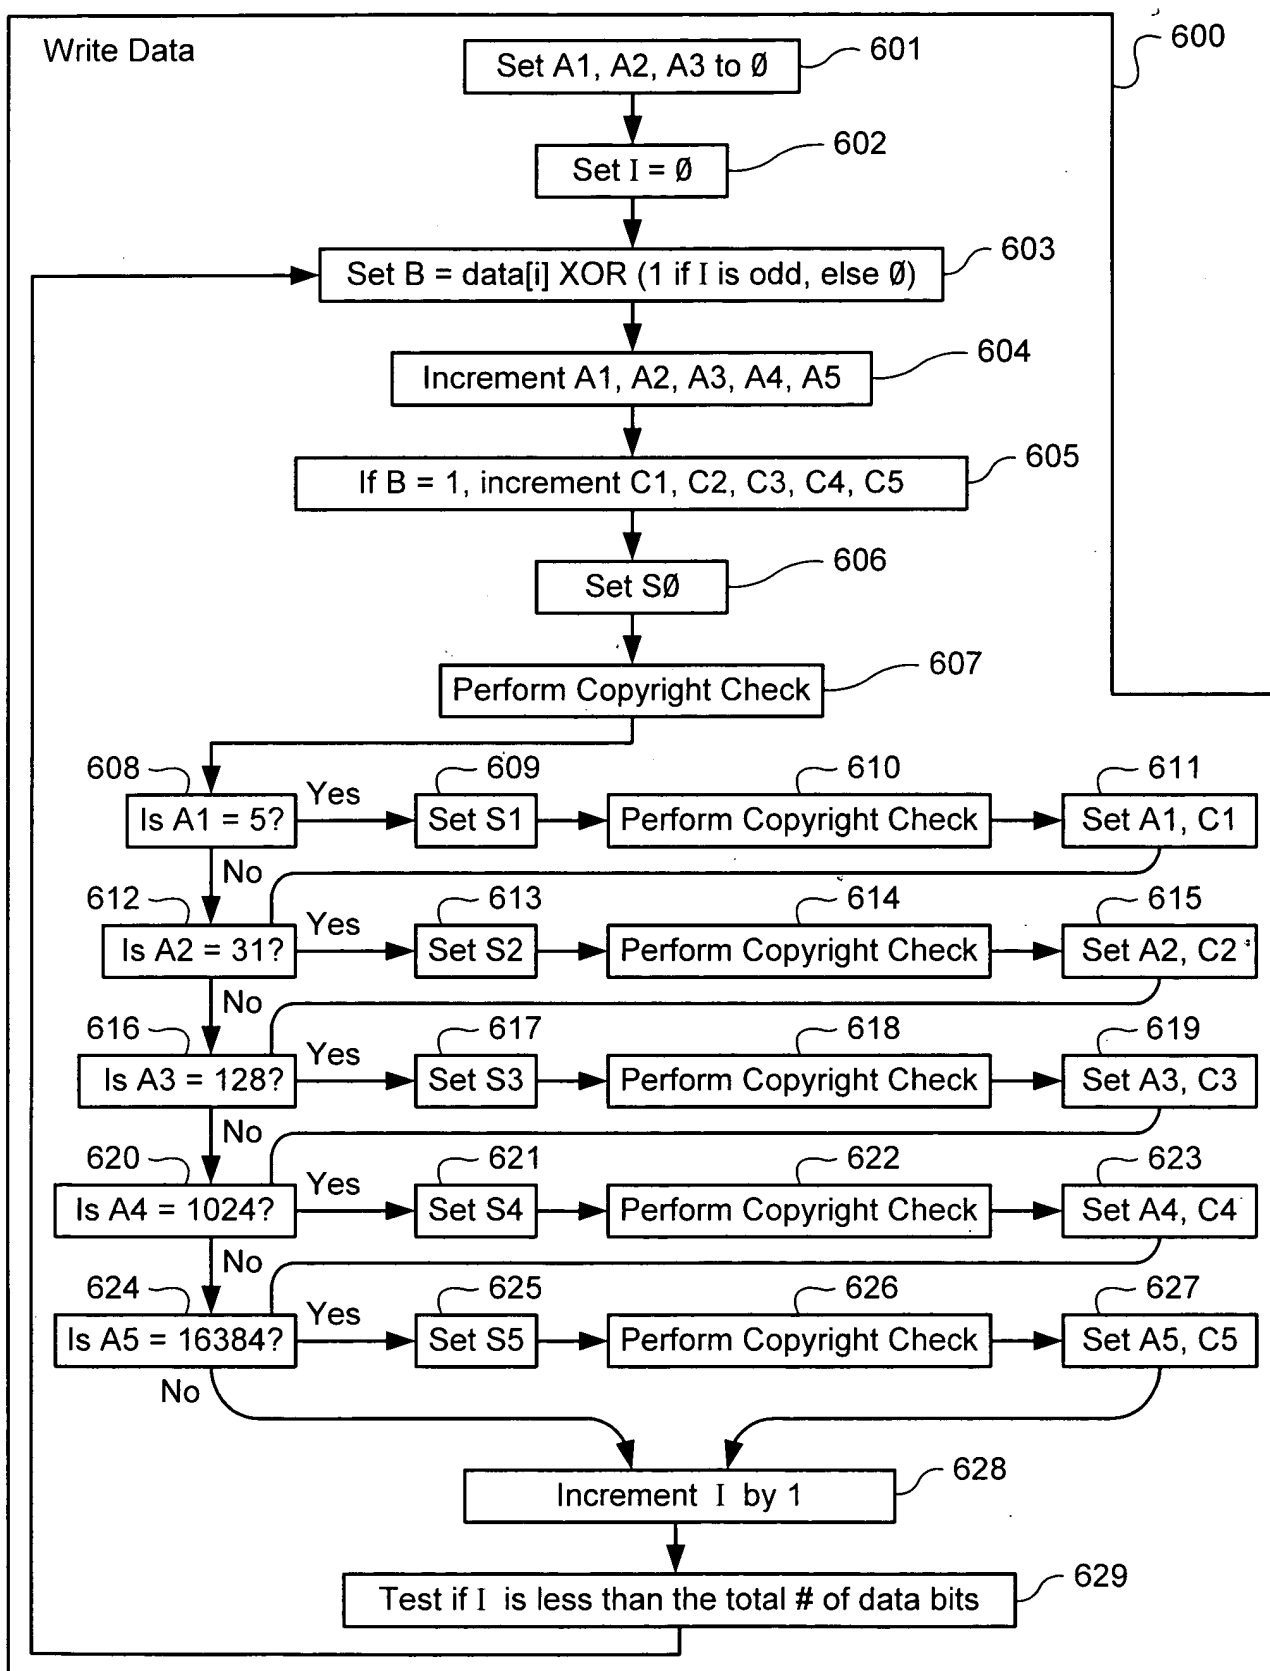 Write Data
600
Set A1, A2, A3 to Ø
601
Set I = Ø
602
Set B = data[i] XOR (1 if I is odd, else Ø)
603
Increment A1, A2, A3, A4, A5
604
If B = 1, increment C1, C2, C3, C4, C5
605
Set SØ
606
Perform Copyright Check
607
608
609
610
611
Is A1 = 5?
Yes
Set S1
Perform Copyright Check
Set A1, C1
No
612
613
614
615
Is A2 = 31?
Yes
Set S2
Perform Copyright Check
Set A2, C2
No
616
617
618
619
Is A3 = 128?
Yes
Set S3
Perform Copyright Check
Set A3, C3
No
620
621
622
623
Is A4 = 1024?
Yes
Set S4
Perform Copyright Check
Set A4, C4
No
624
625
626
627
Is A5 = 16384?
Yes
Set S5
Perform Copyright Check
Set A5, C5
No
Increment I by 1
628
Test if I is less than the total # of data bits
629